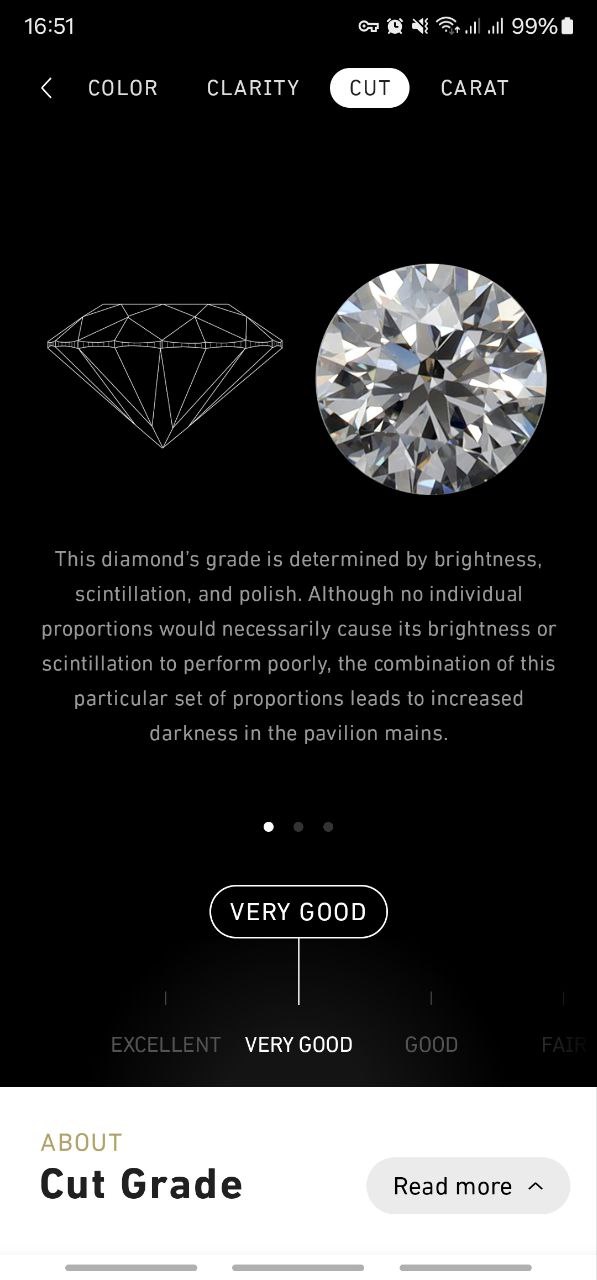 16:51
99%
COLOR CLARITY CUT CARAT
This diamond's grade is determined by brightness,
scintillation, and polish. Although no individual
proportions would necessarily cause its brightness or
scintillation to perform poorly, the combination of this
particular set of proportions leads to increased
darkness in the pavilion mains.
VERY GOOD
EXCELLENT VERY GOOD GOOD FAIR
ABOUT
Cut Grade
Read more